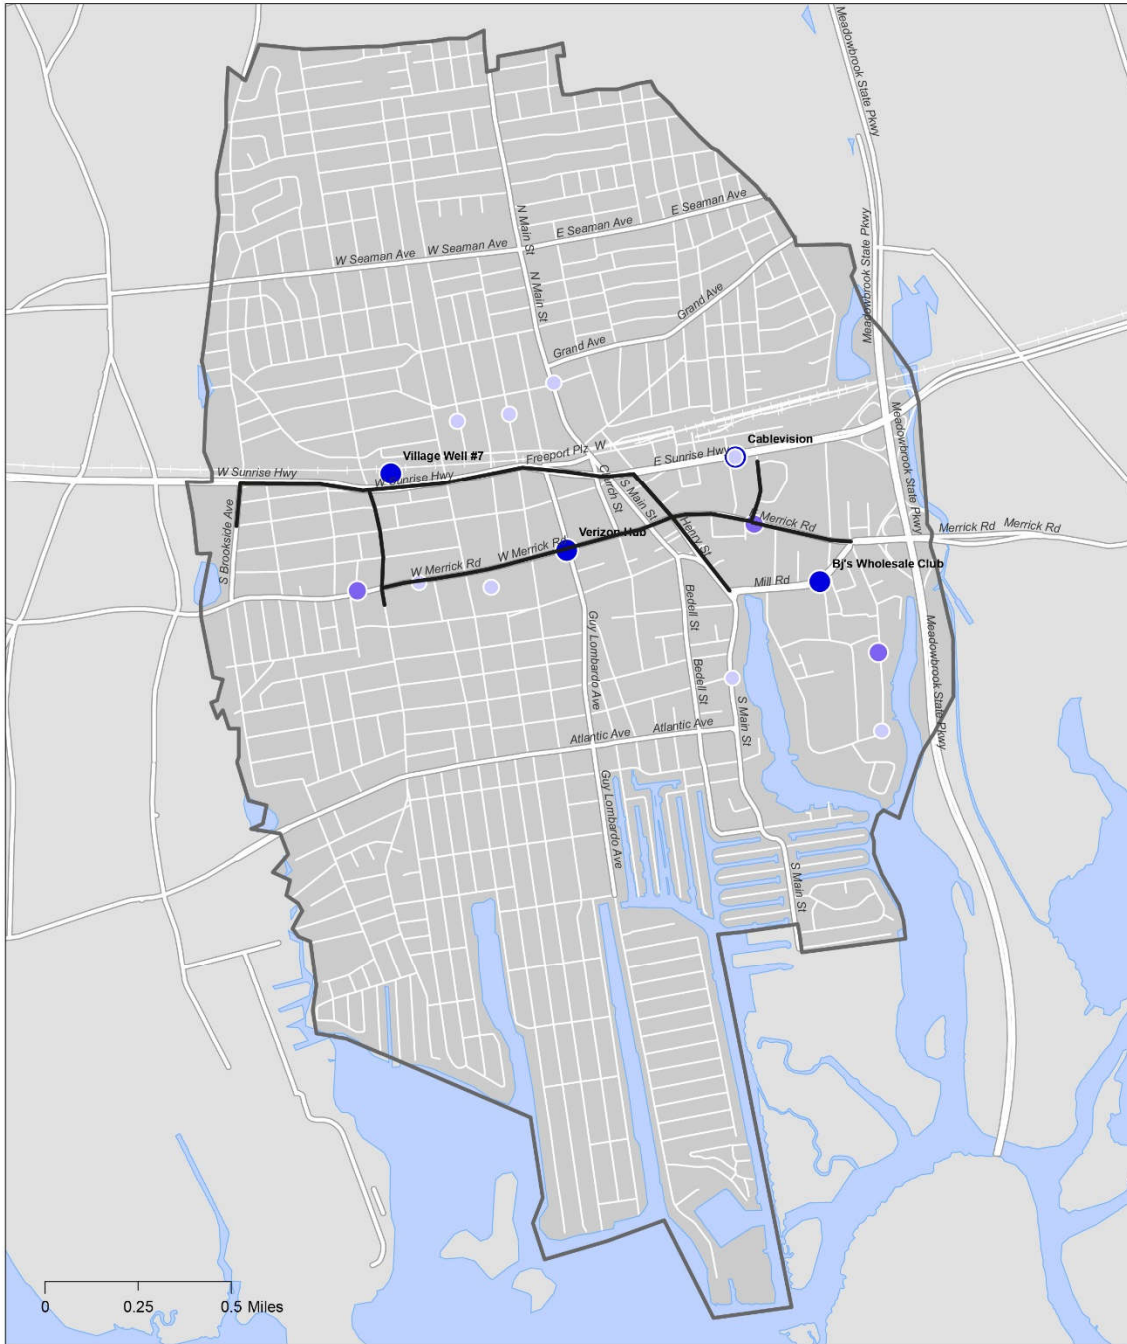 Meadowbrook State Pkwy
Meadowbrook State Pkwy
E Seaman Ave
N Main St
E Seaman Ave
W Seaman Ave
W Seaman Ave
N Main St
Grand Ave
Grand Ave
Meadowbrook State Pkwy
Cablevision
Freeport Plz W
Village Well #7
E Sunrise Hwy
W Sunrise Hwy
W Sunrise Hwy
Church St
S Main St
S Brookside Ave
Henry St
E Merrick Rd
Merrick Rd
Merrick Rd
Verizon Hub
W Merrick Rd
W Merrick Rd
Bj's Wholesale Club
Mill Rd
Bedell St
Guy Lombardo Ave
Bedell St
S Main St
Atlantic Ave
Atlantic Ave
Meadowbrook State Pkwy
Meadowbrook State Pkwy
Guy Lombardo Ave
S Main St
0 0.25 0.5 Miles